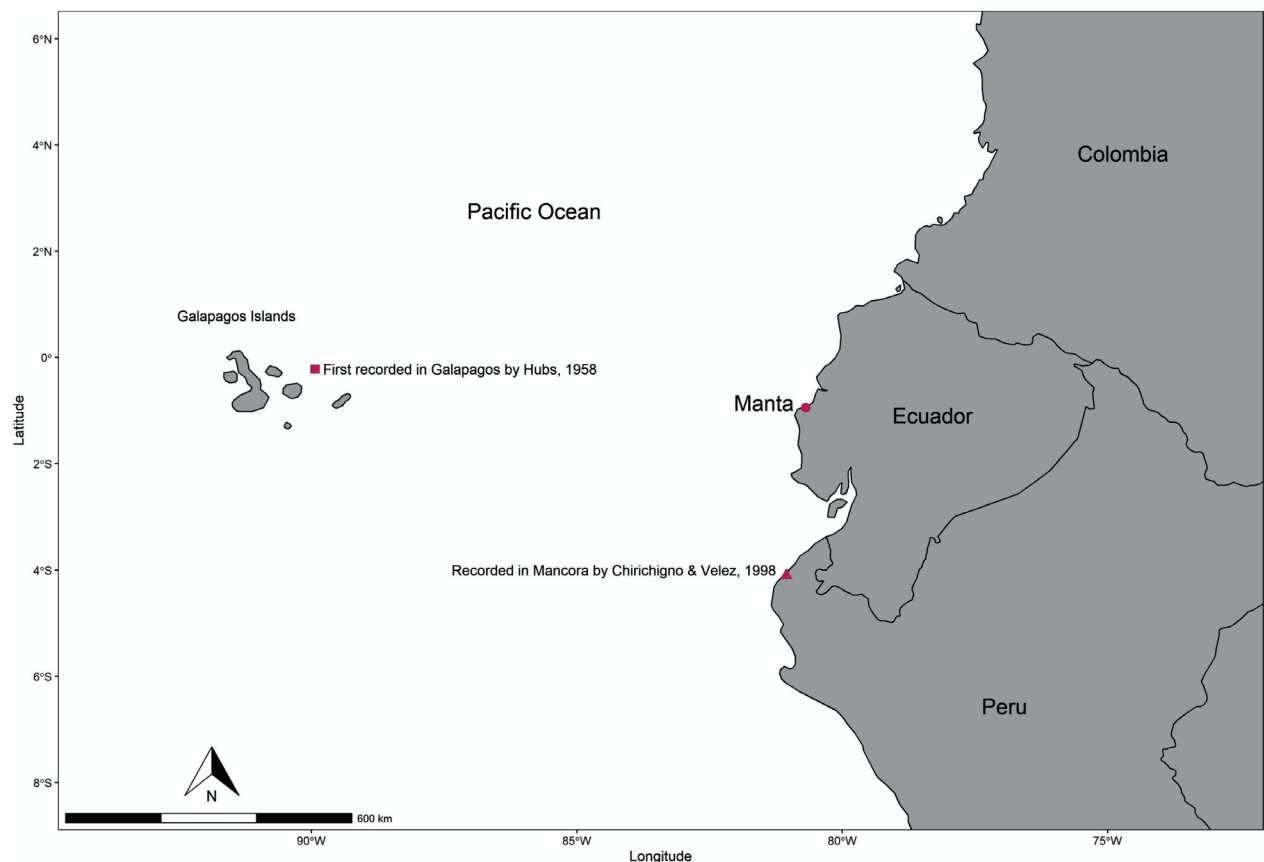 6°N
4°N
Colombia
Pacific Ocean
2°N
Galapagos Islands
0°
First recorded in Galapagos by Hubs, 1958
Manta
Ecuador
Latitude
2°S
4°S
Recorded in Mancora by Chirichigno & Velez, 1998
6°S
Peru
8°S
N
600 km
90°W
85°W
80°W
75°W
Longitude